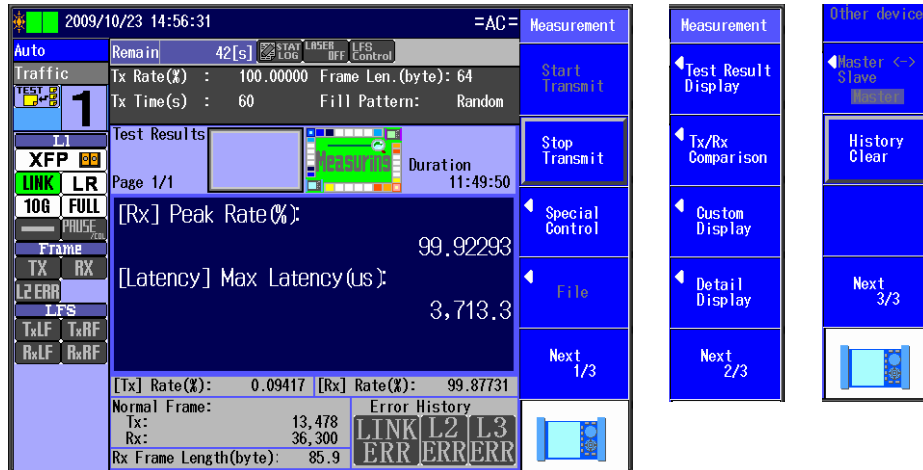 2009/10/23 14:56:31 =AC=
Auto
Traffic
TEST 1
L1
XFP
LINK LR
10G FULL
PAUSE/COL
Frame
TX RX
L2 ERR
LFS
TxLF TxRF
RxLF RxRF
Remain 42[s] STAT LOG LASER OFF LFS Control
Tx Rate(%) : 100.00000 Frame Len.(byte): 64
Tx Time(s) : 60 Fill Pattern: Random
Test Results
Measuring
Duration
Page 1/1 11:49:50
[Rx] Peak Rate(%):
99.92293
[Latency] Max Latency(us):
3,713.3
[Tx] Rate(%): 0.09417 [Rx] Rate(%): 99.87731
Normal Frame:
Tx: 13,478
Rx: 36,300
Rx Frame Length(byte): 85.9
Error History
LINK ERR L2 ERR L3 ERR
Measurement
Start
Transmit
Stop
Transmit
Special
Control
File
Next
1/3
Measurement
Test Result
Display
Tx/Rx
Comparison
Custom
Display
Detail
Display
Next
2/3
Other device
Master <->
Slave
Master
History
Clear
Next
3/3